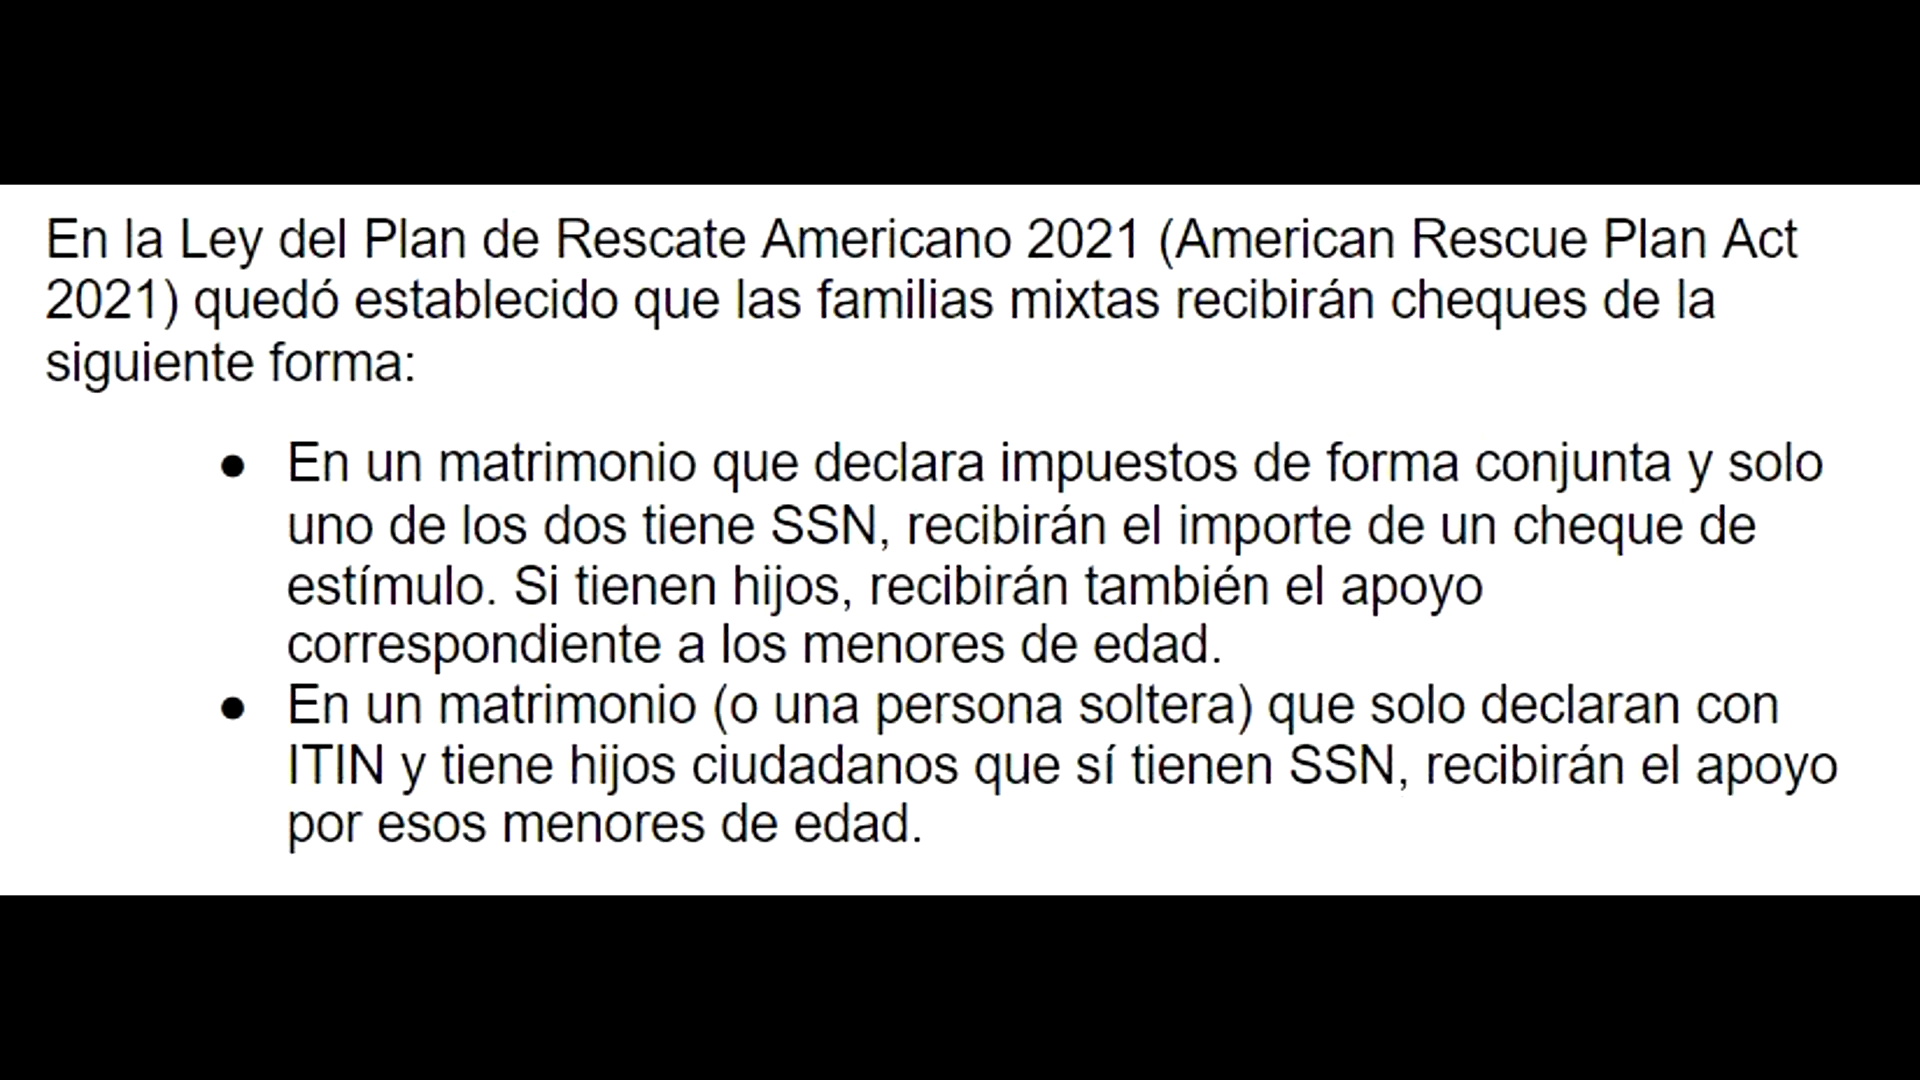 En la Ley del Plan de Rescate Americano 2021 (American Rescue Plan Act
2021) quedó establecido que las familias mixtas recibirán cheques de la
siguiente forma:
● En un matrimonio que declara impuestos de forma conjunta y solo
uno de los dos tiene SSN, recibirán el importe de un cheque de
estímulo. Si tienen hijos, recibirán también el apoyo
correspondiente a los menores de edad.
● En un matrimonio (o una persona soltera) que solo declaran con
ITIN y tiene hijos ciudadanos que sí tienen SSN, recibirán el apoyo
por esos menores de edad.